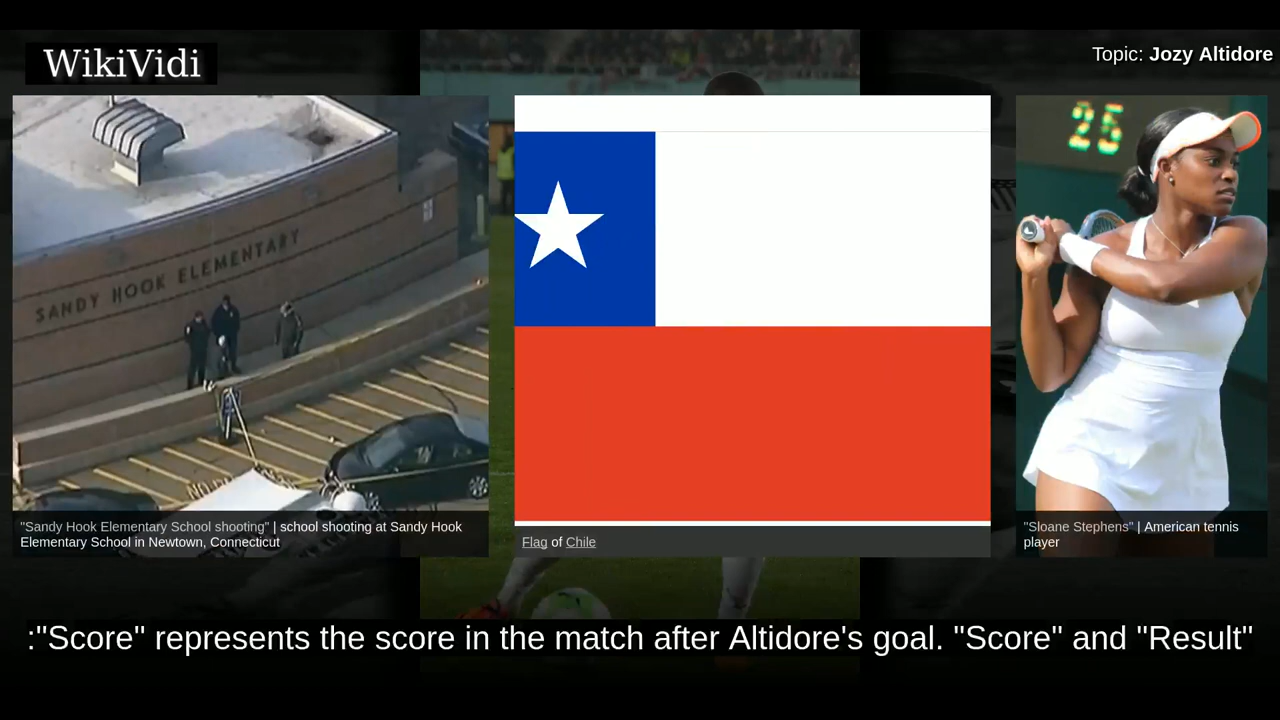 WikiVidi
Topic: Jozy Altidore
25
SANDY HOOK ELEMENTARY
"Sandy Hook Elementary School shooting" | school shooting at Sandy Hook
Elementary School in Newtown, Connecticut
Flag of Chile
"Sloane Stephens" | American tennis
player
:"Score" represents the score in the match after Altidore's goal. "Score" and "Result"